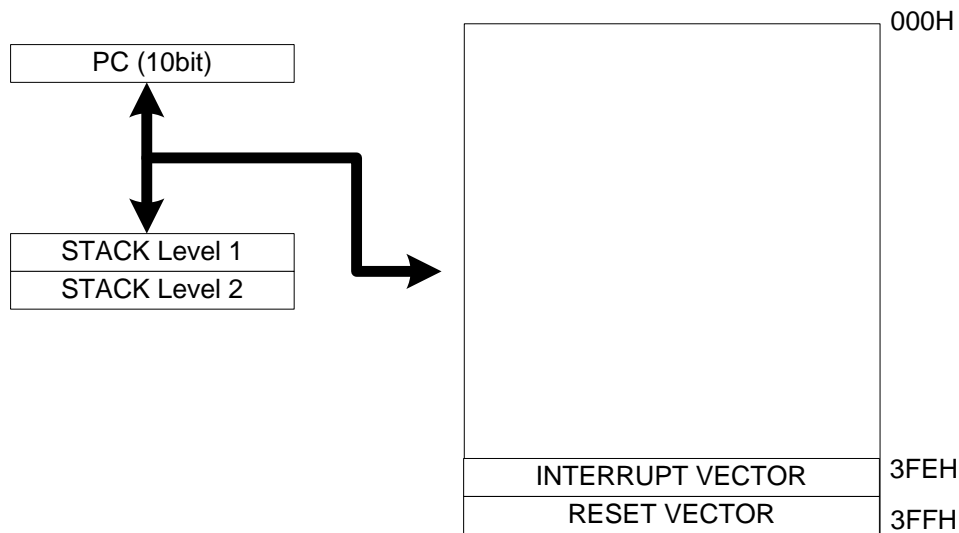 000H
PC (10bit)
STACK Level 1
STACK Level 2
INTERRUPT VECTOR
3FEH
RESET VECTOR
3FFH